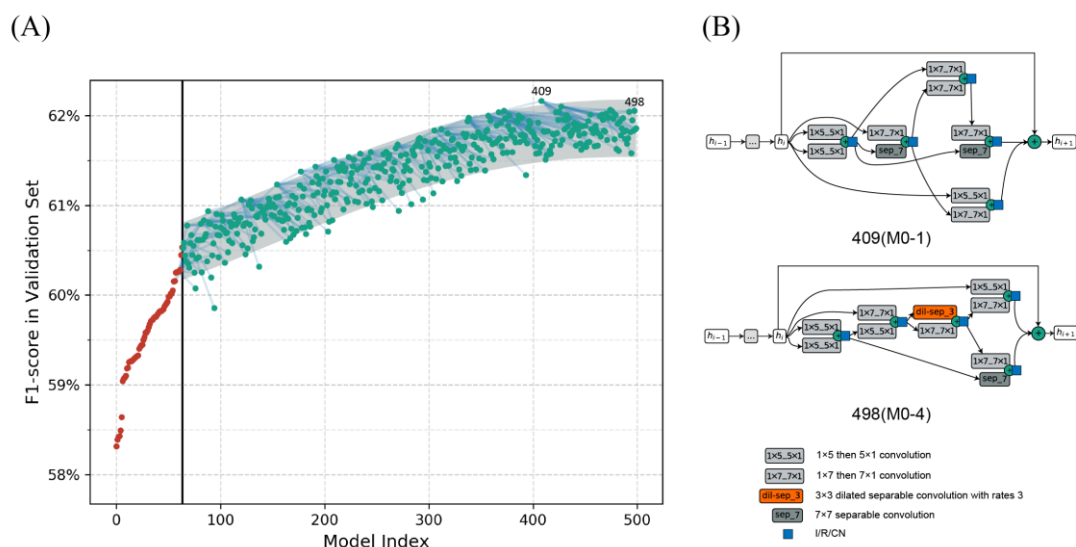 (A)
62%
61%
60%
59%
58%
F1-score in Validation Set
0
100
200
300
400
500
Model Index
409
498
(B)
h_{i-1}
...
h_i
1×5_5×1
1×5_5×1
1×7_7×1
sep_7
1×7_7×1
1×7_7×1
1×7_7×1
sep_7
1×5_5×1
1×7_7×1
+
h_{i+1}
409(M0-1)
h_{i-1}
...
h_i
1×5_5×1
1×5_5×1
1×7_7×1
1×5_5×1
dil-sep_3
1×7_7×1
1×5_5×1
1×7_7×1
1×7_7×1
sep_7
+
h_{i+1}
498(M0-4)
1×5_5×1 1×5 then 5×1 convolution
1×7_7×1 1×7 then 7×1 convolution
dil-sep_3 3×3 dilated separable convolution with rates 3
sep_7 7×7 separable convolution
I/R/CN